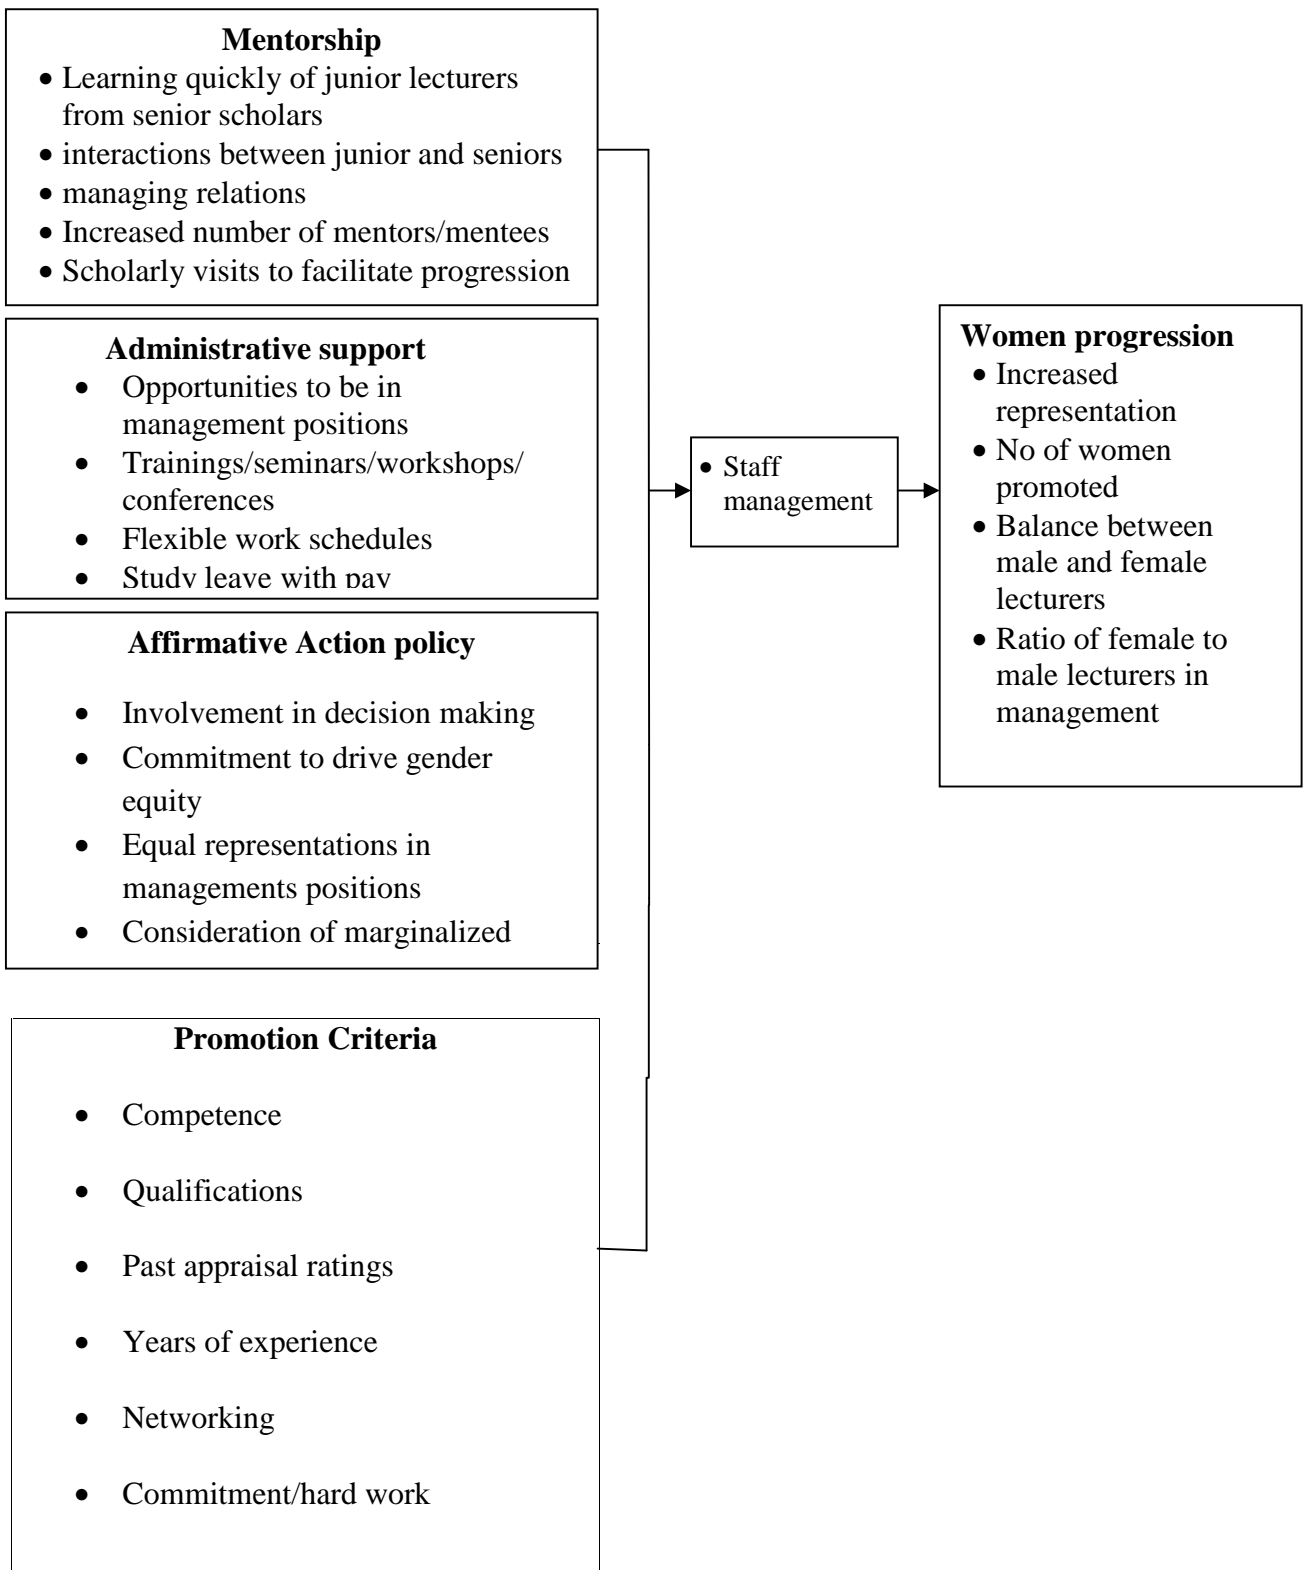 Mentorship
• Learning quickly of junior lecturers
from senior scholars
• interactions between junior and seniors
• managing relations
• Increased number of mentors/mentees
• Scholarly visits to facilitate progression
Administrative support
• Opportunities to be in
management positions
• Trainings/seminars/workshops/
conferences
• Flexible work schedules
• Study leave with pay
Affirmative Action policy
• Involvement in decision making
• Commitment to drive gender
equity
• Equal representations in
managements positions
• Consideration of marginalized
Promotion Criteria
• Competence
• Qualifications
• Past appraisal ratings
• Years of experience
• Networking
• Commitment/hard work
• Staff
management
Women progression
• Increased
representation
• No of women
promoted
• Balance between
male and female
lecturers
• Ratio of female to
male lecturers in
management